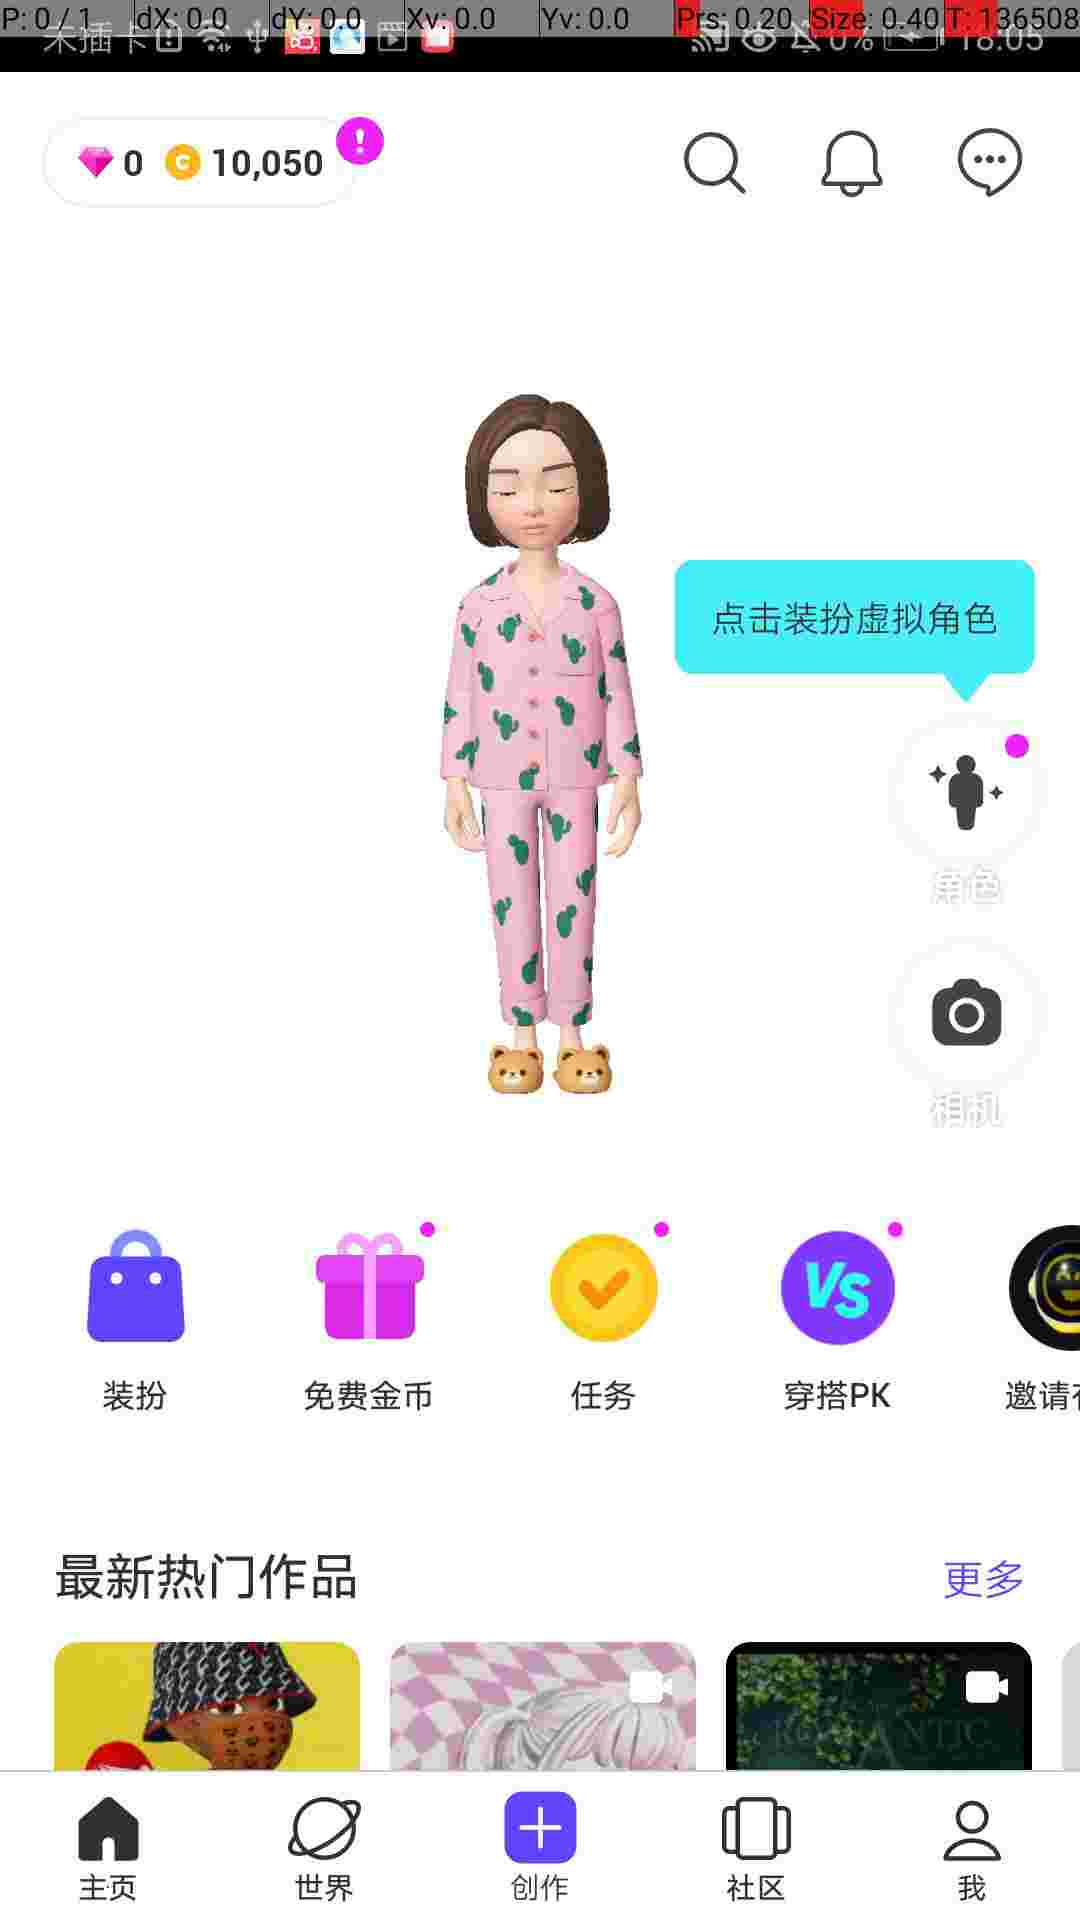 P: 0 / 1 dX: 0.0 dY: 0.0 Xv: 0.0 Yv: 0.0 Prs: 0.20 Size: 0.40 T: 136508
未插卡 0% 18:05
0 C 10,050 !
点击装扮虚拟角色
角色
相机
VS
装扮 免费金币 任务 穿搭PK 邀请
最新热门作品 更多
ROMANTIC
主页 世界 创作 社区 我